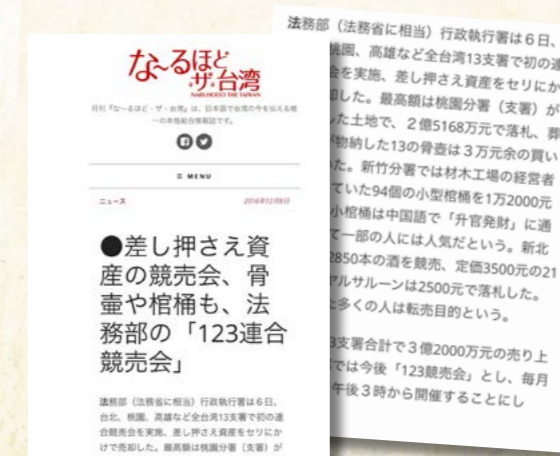 な〜るほど
ザ・台湾
NARUHODO THE TAIWAN
月刊『な〜るほど・ザ・台湾』は、日本語で台湾の今を伝える唯
一の本格総合情報誌です。
≡ MENU
ニュース
2016年12月8日
●差し押さえ資
産の競売会、骨
壷や棺桶も、法
務部の「123連合
競売会」
法務部（法務省に相当）行政執行署は６日、
台北、桃園、高雄など全台湾13支署で初の連
合競売会を実施、差し押さえ資産をセリにか
けで売却した。最高額は桃園分署（支署）が
法務部（法務省に相当）行政執行署は６日、
桃園、高雄など全台湾13支署で初の連
会を実施、差し押さえ資産をセリにか
却した。最高額は桃園分署（支署）が
した土地で、２億5168万元で落札、葬
が物納した13の骨壺は３万元余の買い
いた。新竹分署では材木工場の経営者
ていた94個の小型棺桶を1万2000元
小棺桶は中国語で「升官発財」に通
て一部の人には人気だという。新北
2850本の酒を競売、定価3500元の21
ヤルサルーンは2500元で落札した。
た多くの人は転売目的という。
3支署合計で３億2000万元の売り上
では今後「123競売会」とし、毎月
午後３時から開催することにし